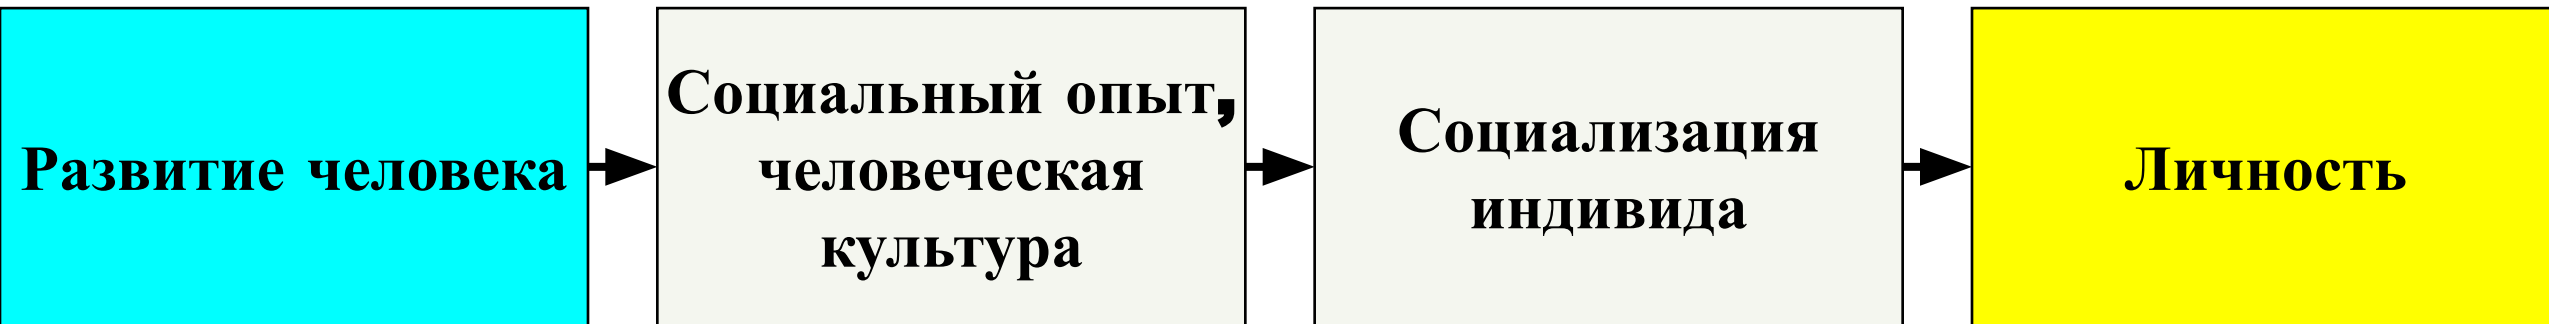 Развитие человека
Социальный опыт,
человеческая
культура
Социализация
индивида
Личность